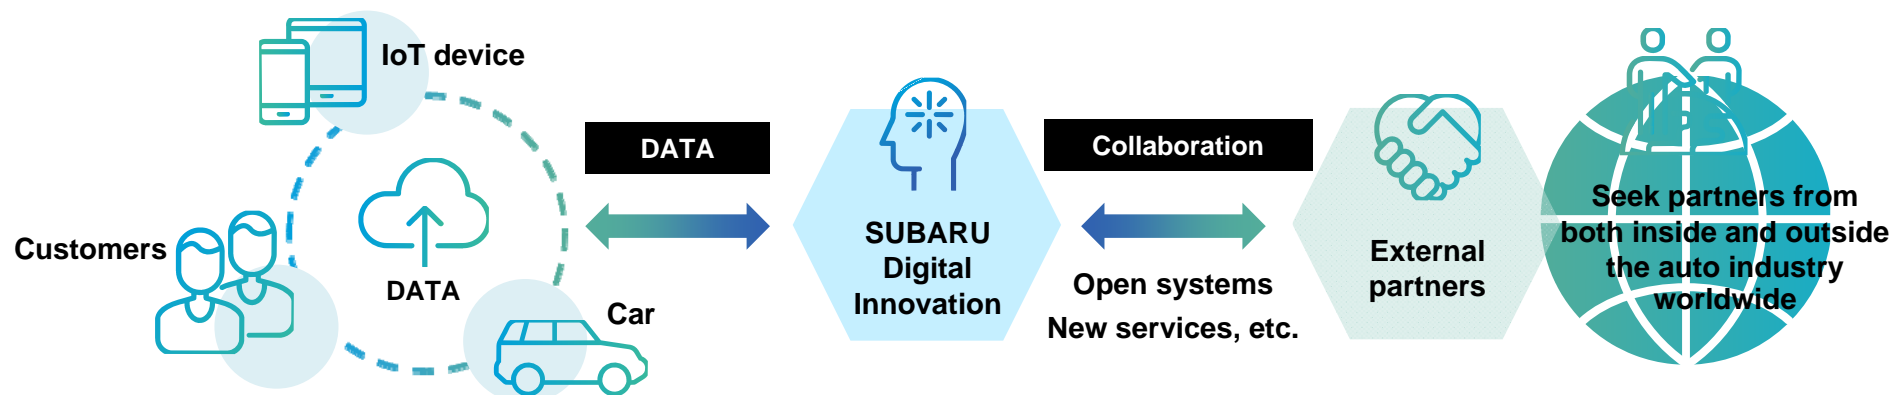 IoT device
Customers
DATA
Car
DATA
SUBARU
Digital
Innovation
Collaboration
Open systems
New services, etc.
External
partners
Seek partners from
both inside and outside
the auto industry
worldwide